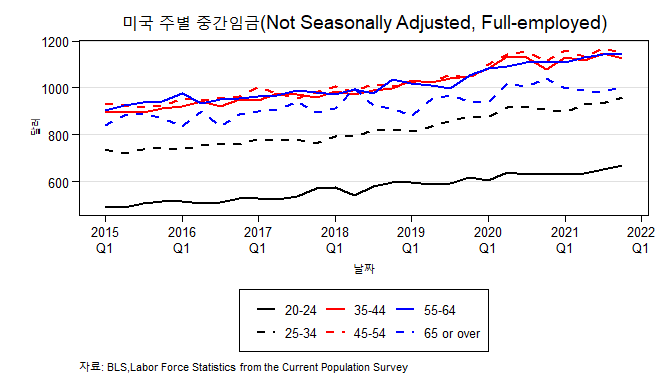 미국 주별 중간임금(Not Seasonally Adjusted, Full-employed)
1200
1000
800
600
달러
2015 2016 2017 2018 2019 2020 2021 2022
Q1 Q1 Q1 Q1 Q1 Q1 Q1 Q1
날짜
20-24 35-44 55-64
25-34 45-54 65 or over
자료: BLS,Labor Force Statistics from the Current Population Survey